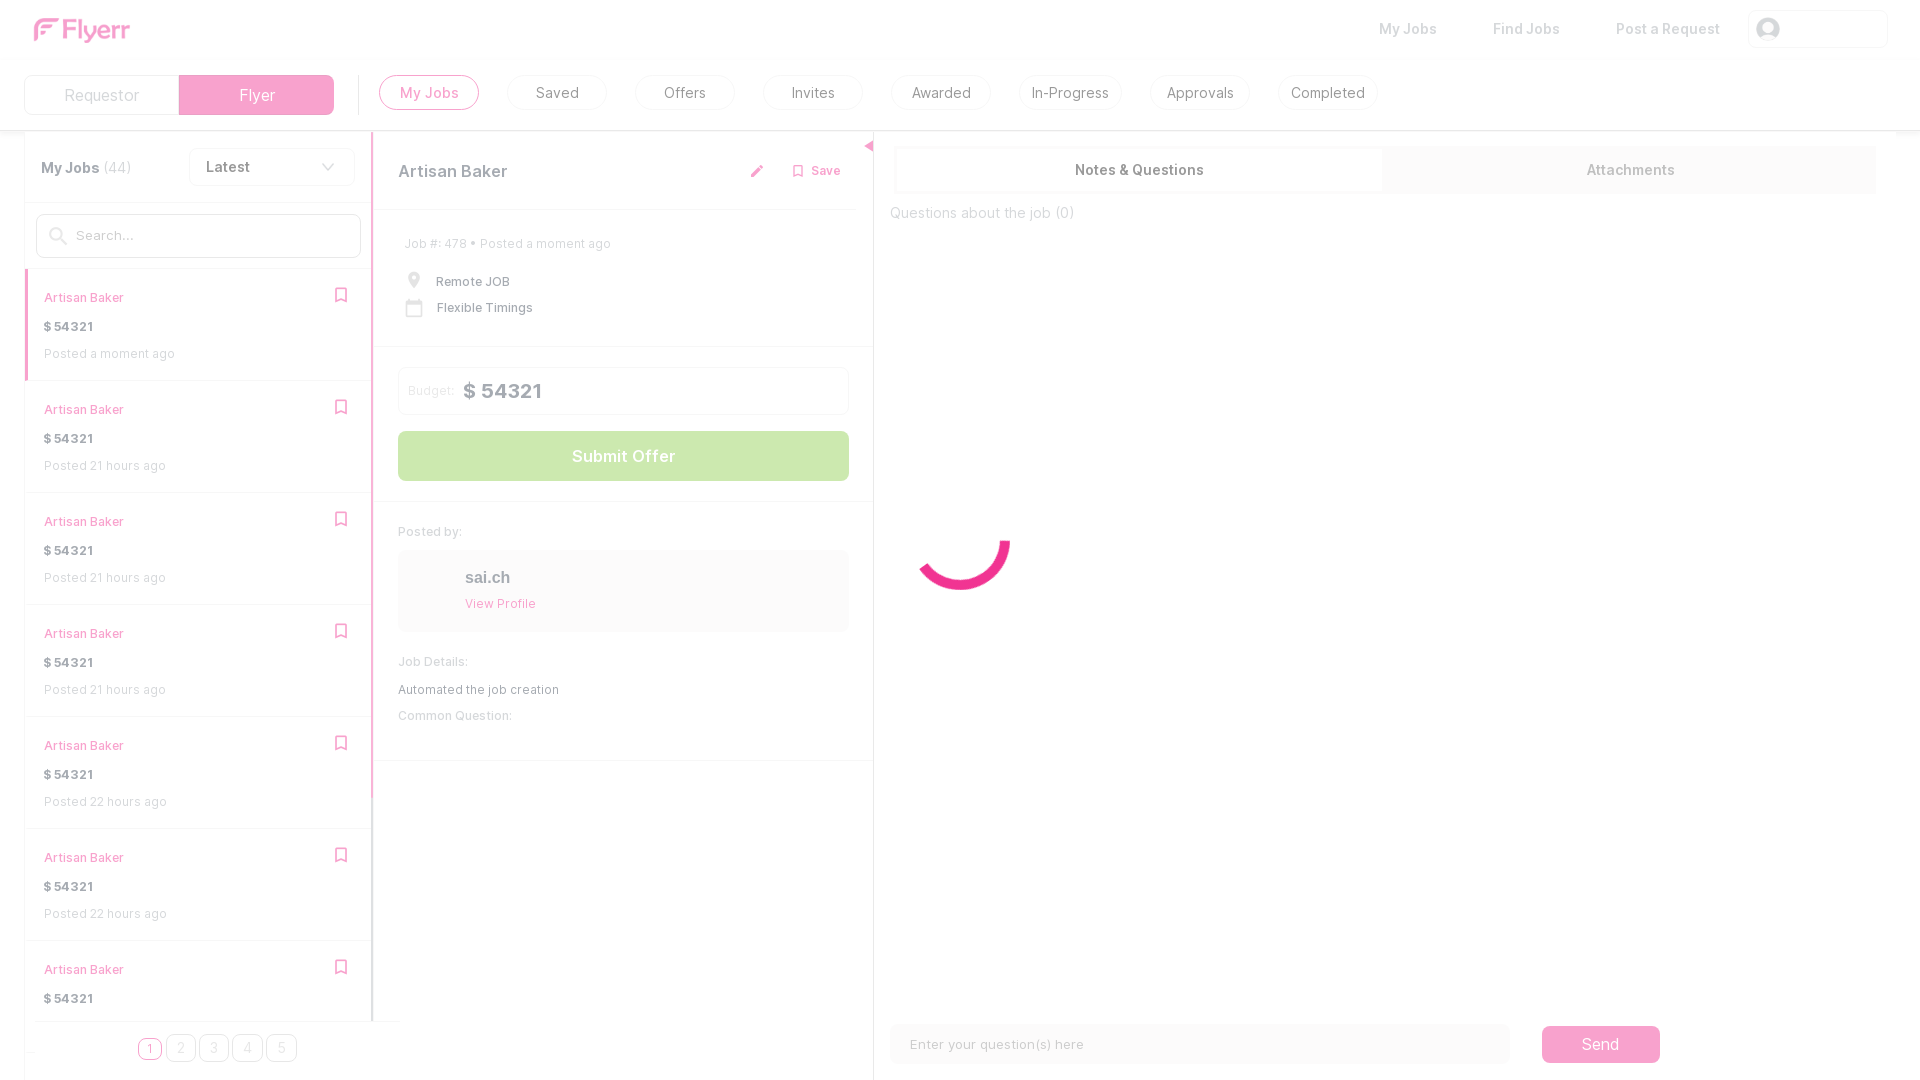 Flyerr
My Jobs
Find Jobs
Post a Request
Requestor
Flyer
My Jobs
Saved
Offers
Invites
Awarded
In-Progress
Approvals
Completed
My Jobs (44)
Latest
Search...
Artisan Baker
$ 54321
Posted a moment ago
Artisan Baker
$ 54321
Posted 21 hours ago
Artisan Baker
$ 54321
Posted 21 hours ago
Artisan Baker
$ 54321
Posted 21 hours ago
Artisan Baker
$ 54321
Posted 22 hours ago
Artisan Baker
$ 54321
Posted 22 hours ago
Artisan Baker
$ 54321
1 2 3 4 5
Artisan Baker
Save
Job #: 478 • Posted a moment ago
Remote JOB
Flexible Timings
Budget: $ 54321
Submit Offer
Posted by:
sai.ch
View Profile
Job Details:
Automated the job creation
Common Question:
Notes & Questions
Attachments
Questions about the job (0)
Enter your question(s) here
Send